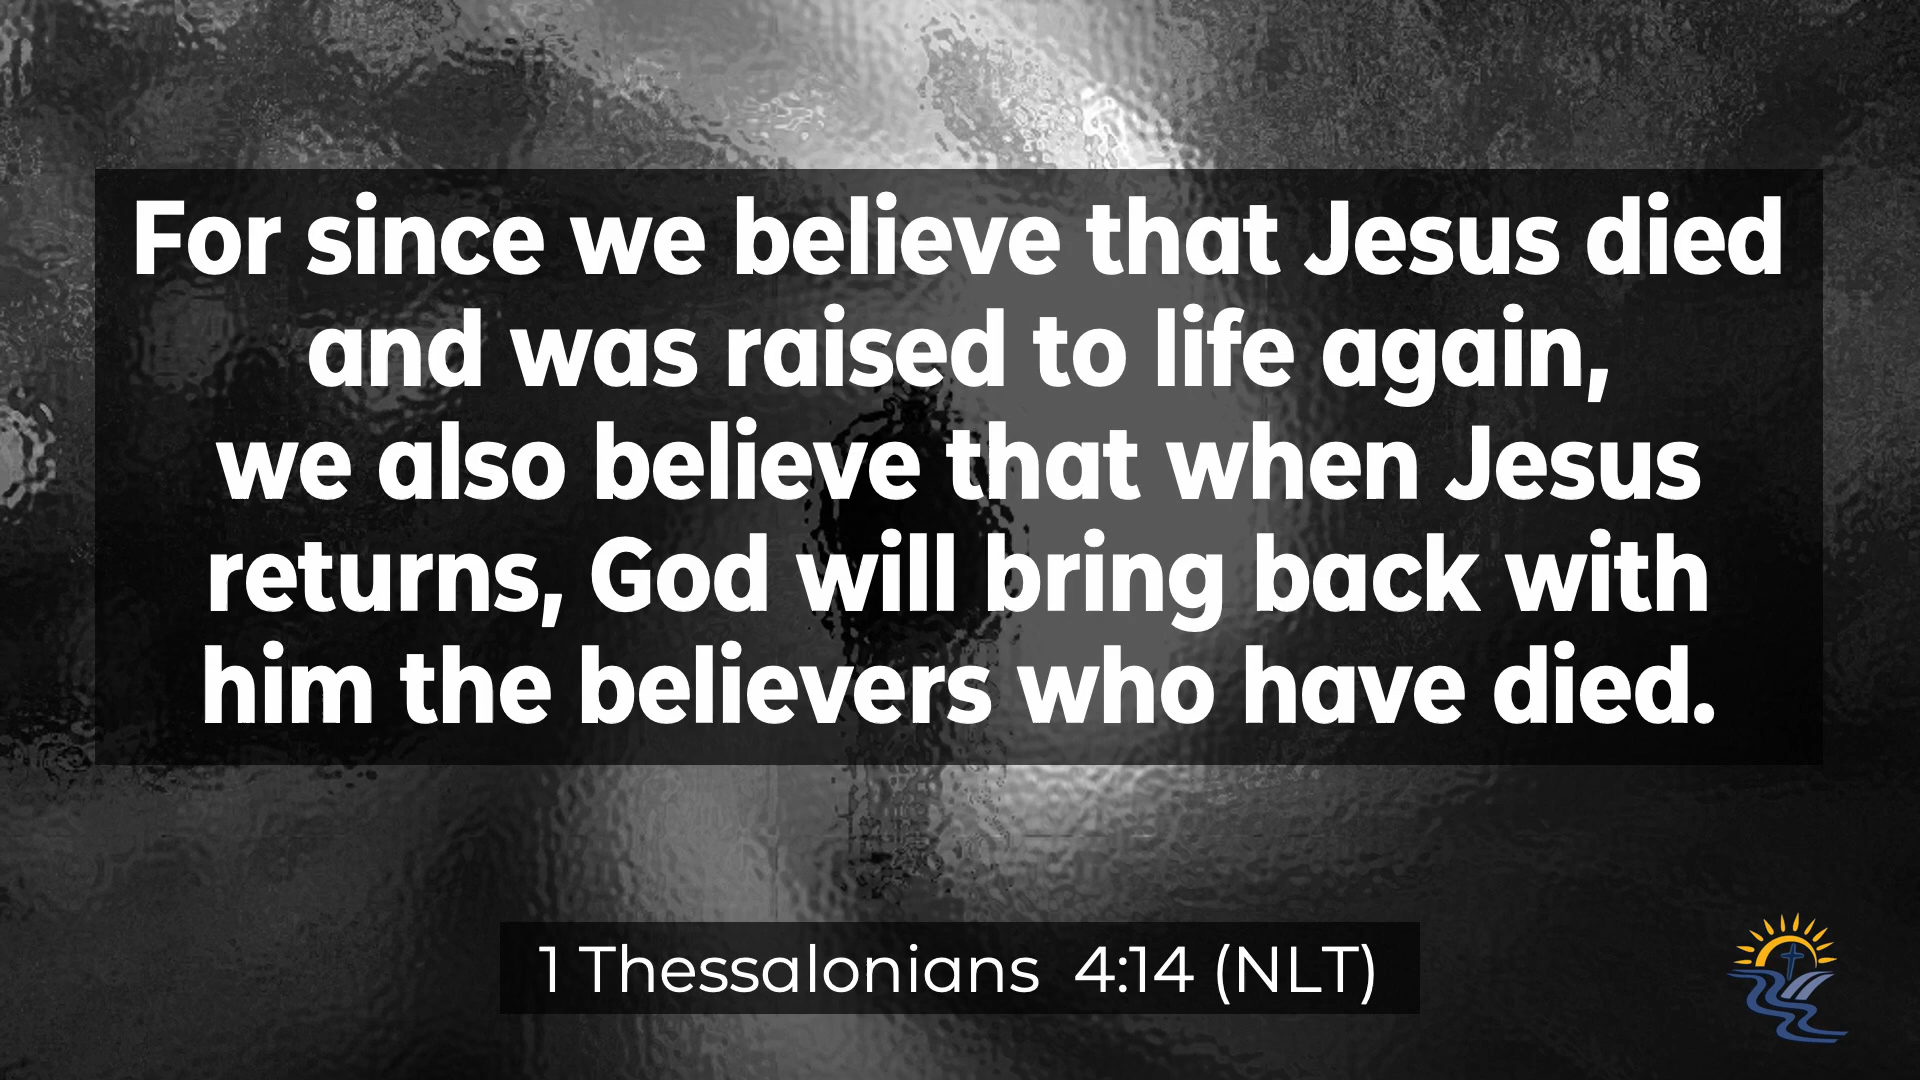 For since we believe that Jesus died
and was raised to life again,
we also believe that when Jesus
returns, God will bring back with
him the believers who have died.
1 Thessalonians 4:14 (NLT)